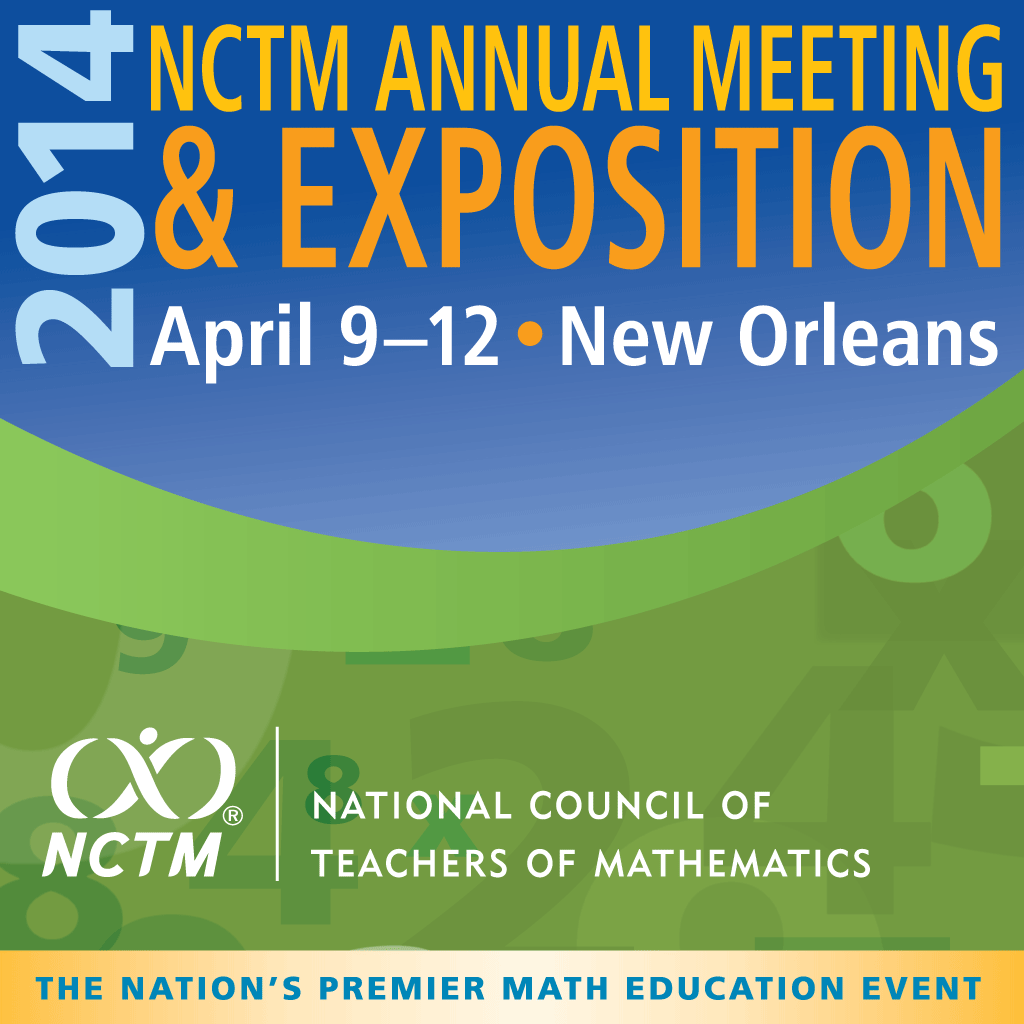 2014
NCTM ANNUAL MEETING
& EXPOSITION
April 9–12 • New Orleans
NCTM®
NATIONAL COUNCIL OF
TEACHERS OF MATHEMATICS
THE NATION'S PREMIER MATH EDUCATION EVENT